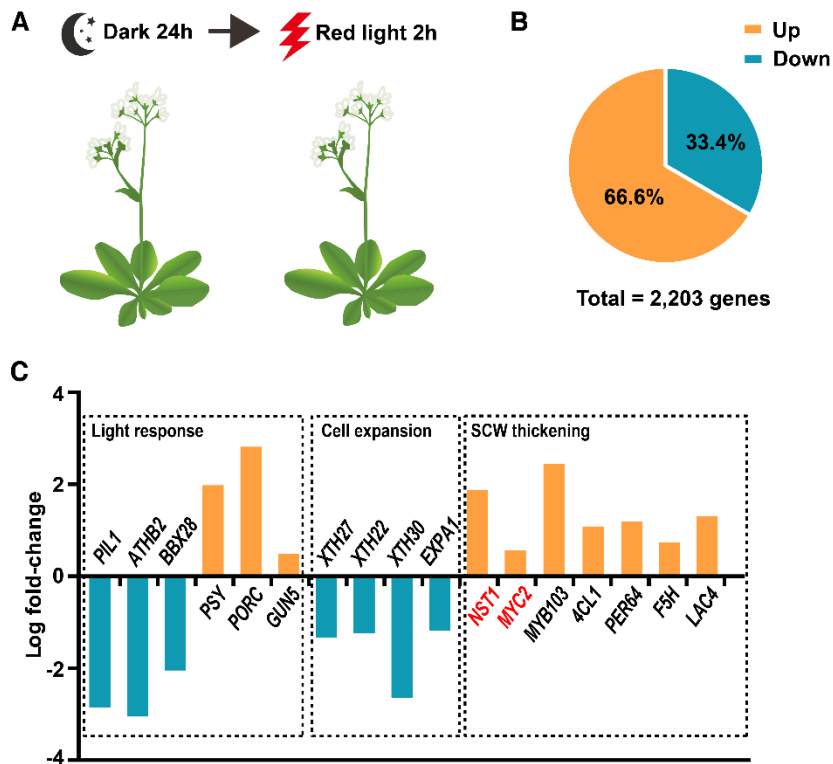 A
Dark 24h
Red light 2h
B
Up
Down
33.4%
66.6%
Total = 2,203 genes
C
Log fold-change
4
2
0
-2
-4
Light response
Cell expansion
SCW thickening
PIL1
ATHB2
BBX28
PSY
PORC
GUN5
XTH27
XTH22
XTH30
EXPA1
NST1
MYC2
MYB103
4CL1
PER64
F5H
LAC4